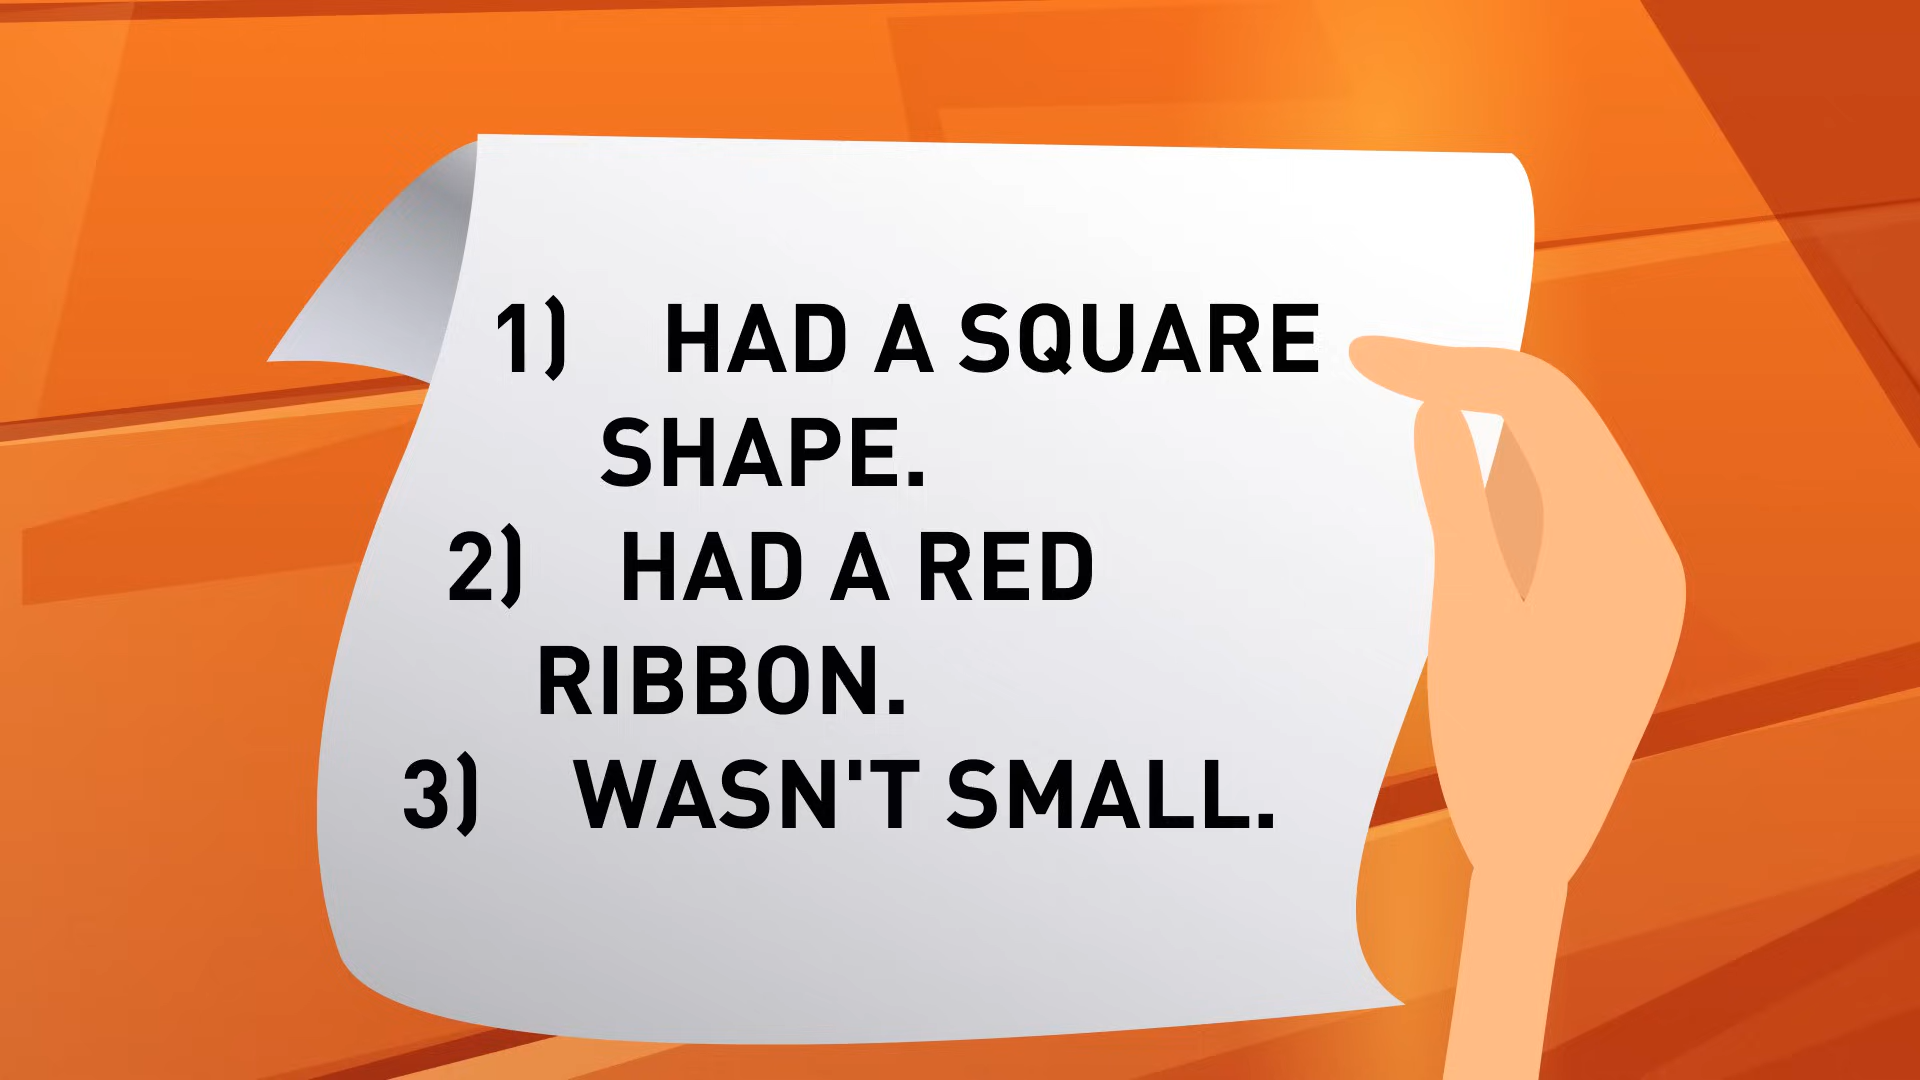 1) HAD A SQUARE
SHAPE.
2) HAD A RED
RIBBON.
3) WASN'T SMALL.